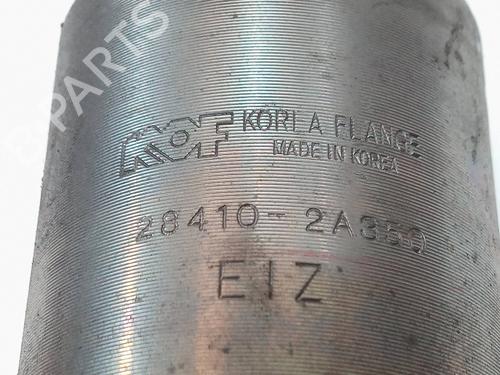 B-PARTS
KOF KOREA FLANGE
MADE IN KOREA
28410-2A350
EIZ